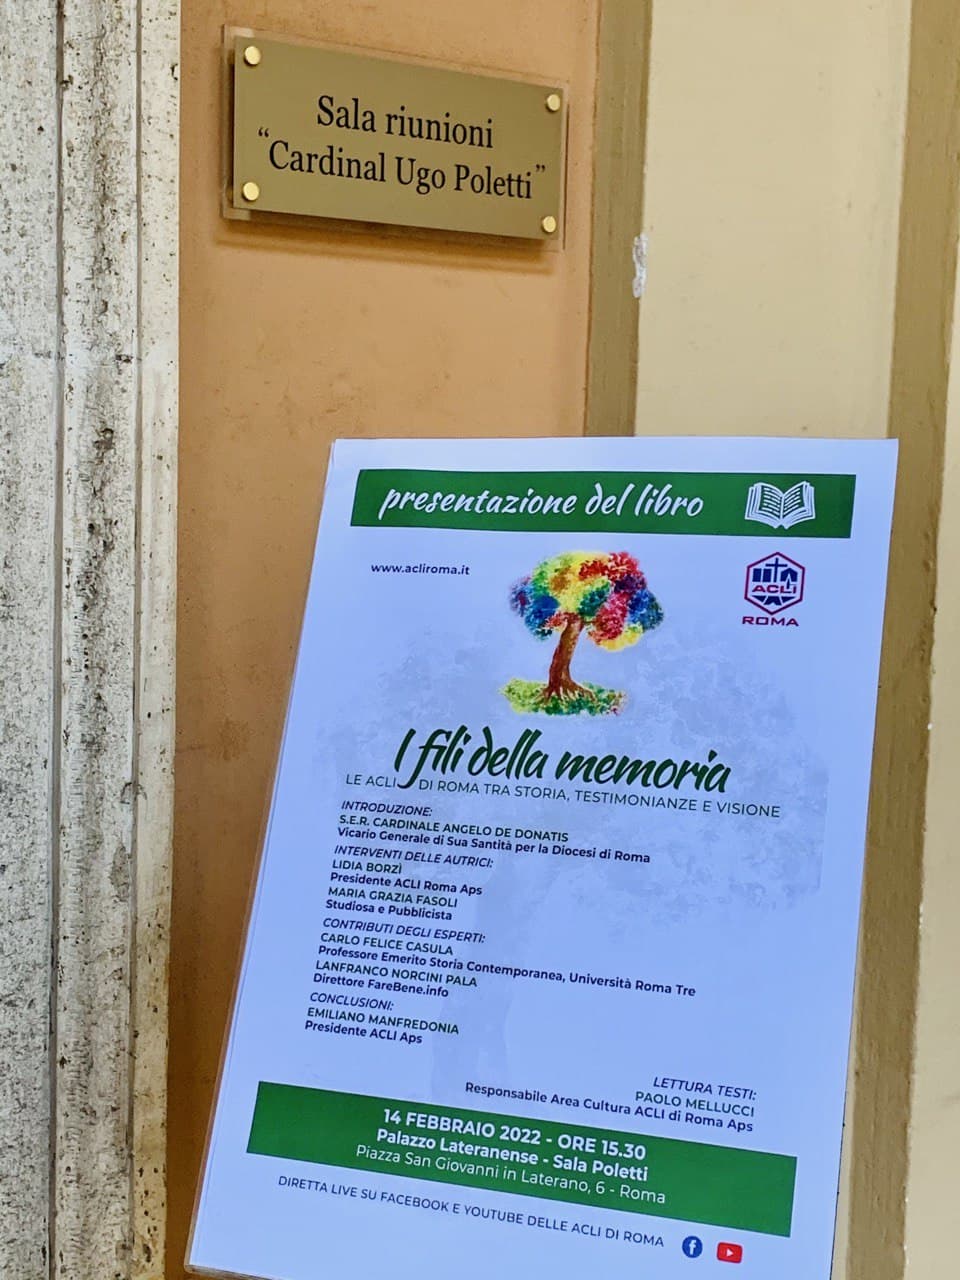 Sala riunioni
“Cardinal Ugo Poletti”
presentazione del libro
www.acliroma.it
ACLI
ROMA
I fili della memoria
LE ACLI DI ROMA TRA STORIA, TESTIMONIANZE E VISIONE
INTRODUZIONE:
S.E.R. CARDINALE ANGELO DE DONATIS
Vicario Generale di Sua Santità per la Diocesi di Roma
INTERVENTI DELLE AUTRICI:
LIDIA BORZÌ
Presidente ACLI Roma Aps
MARIA GRAZIA FASOLI
Studiosa e Pubblicista
CONTRIBUTI DEGLI ESPERTI:
CARLO FELICE CASULA
Professore Emerito Storia Contemporanea, Università Roma Tre
LANFRANCO NORCINI PALA
Direttore FareBene.info
CONCLUSIONI:
EMILIANO MANFREDONIA
Presidente ACLI Aps
LETTURA TESTI:
PAOLO MELLUCCI
Responsabile Area Cultura ACLI di Roma Aps
14 FEBBRAIO 2022 - ORE 15.30
Palazzo Lateranense - Sala Poletti
Piazza San Giovanni in Laterano, 6 - Roma
DIRETTA LIVE SU FACEBOOK E YOUTUBE DELLE ACLI DI ROMA